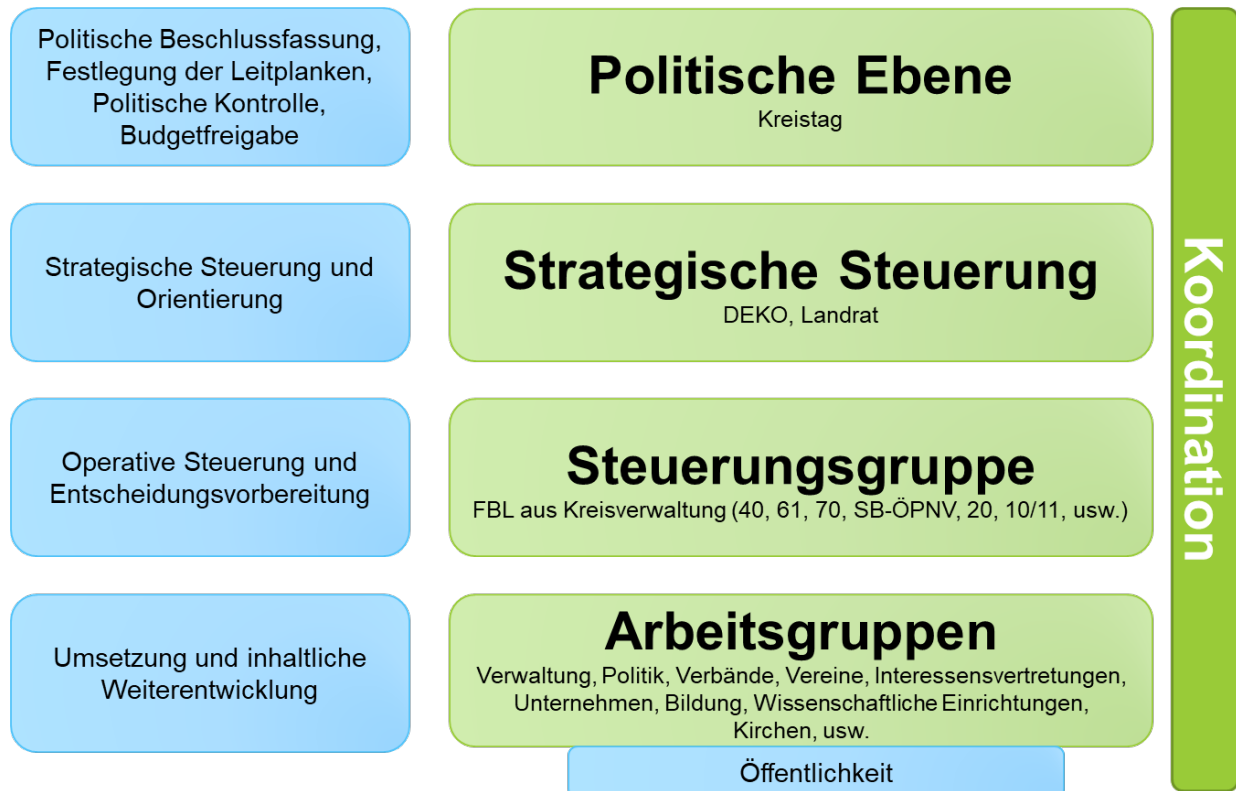 Politische Beschlussfassung,
Festlegung der Leitplanken,
Politische Kontrolle,
Budgetfreigabe
Politische Ebene
Kreistag
Strategische Steuerung und
Orientierung
Strategische Steuerung
DEKO, Landrat
Operative Steuerung und
Entscheidungsvorbereitung
Steuerungsgruppe
FBL aus Kreisverwaltung (40, 61, 70, SB-ÖPNV, 20, 10/11, usw.)
Umsetzung und inhaltliche
Weiterentwicklung
Arbeitsgruppen
Verwaltung, Politik, Verbände, Vereine, Interessensvertretungen,
Unternehmen, Bildung, Wissenschaftliche Einrichtungen,
Kirchen, usw.
Öffentlichkeit
Koordination